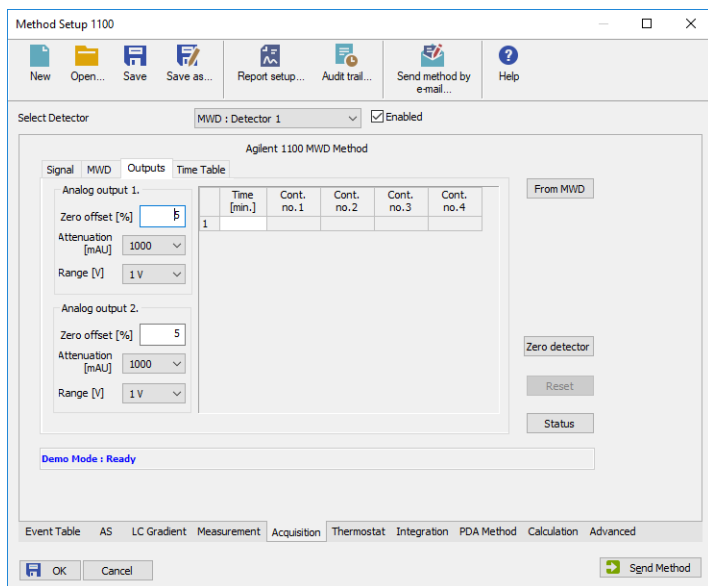 Method Setup 1100
New Open... Save Save as... Report setup... Audit trail... Send method by e-mail... Help
Select Detector MWD : Detector 1 Enabled
Agilent 1100 MWD Method
Signal MWD Outputs Time Table
From MWD
Analog output 1.
Zero offset [%] 5
Attenuation [mAU] 1000
Range [V] 1 V
Time [min.] Cont. no.1 Cont. no.2 Cont. no.3 Cont. no.4
1
Analog output 2.
Zero offset [%] 5
Attenuation [mAU] 1000
Range [V] 1 V
Zero detector
Reset
Status
Demo Mode : Ready
Event Table AS LC Gradient Measurement Acquisition Thermostat Integration PDA Method Calculation Advanced
OK Cancel Send Method